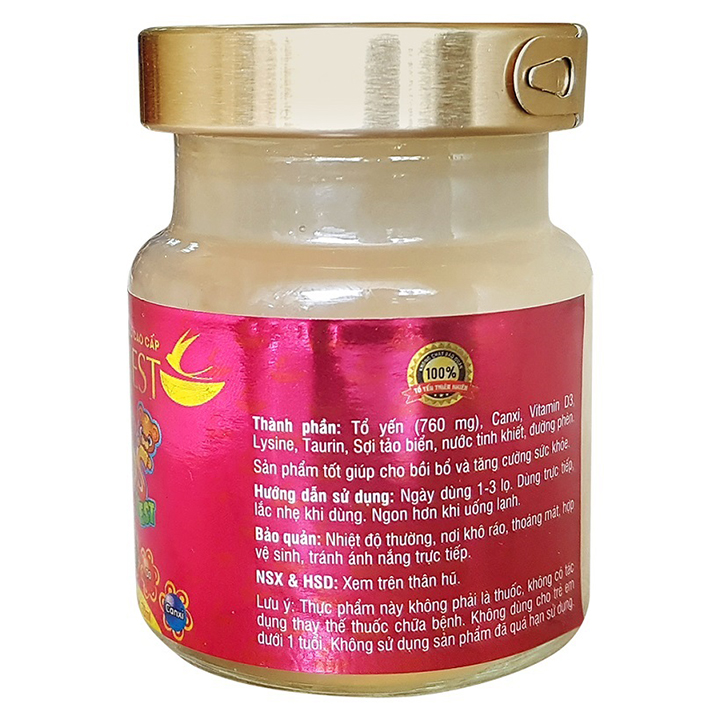 CAO CẤP
EST
100%
TỔ YẾN THIÊN NHIÊN
Thành phần: Tổ yến (760 mg), Canxi, Vitamin D3,
Lysine, Taurin, Sợi tảo biển, nước tinh khiết, đường phèn.
Sản phẩm tốt giúp cho bồi bổ và tăng cường sức khỏe.
Hướng dẫn sử dụng: Ngày dùng 1-3 lọ. Dùng trực tiếp,
lắc nhẹ khi dùng. Ngon hơn khi uống lạnh.
Bảo quản: Nhiệt độ thường, nơi khô ráo, thoáng mát, hợp
vệ sinh, tránh ánh nắng trực tiếp.
NSX & HSD: Xem trên thân hũ.
Lưu ý: Thực phẩm này không phải là thuốc, không có tác
dụng thay thế thuốc chữa bệnh. Không dùng cho trẻ em
dưới 1 tuổi. Không sử dụng sản phẩm đã quá hạn sử dụng.
EST
Canxi